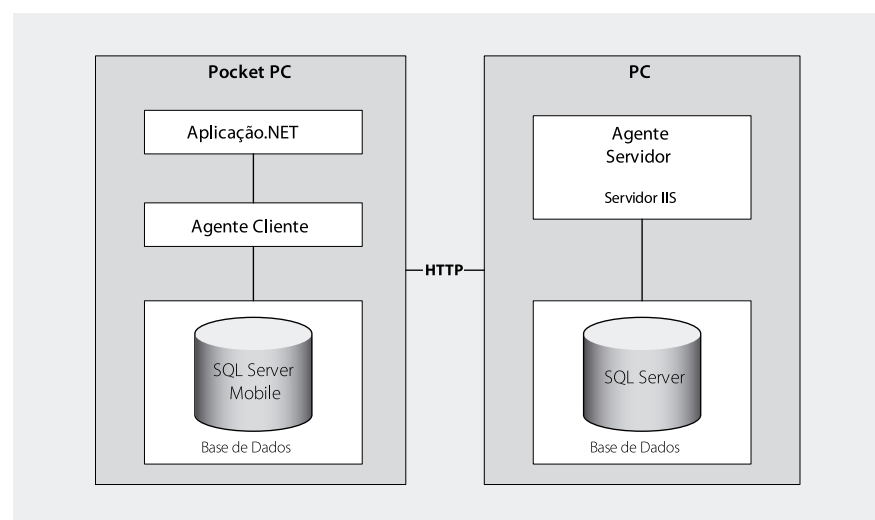 Pocket PC
Aplicação.NET
Agente Cliente
SQL Server
Mobile
Base de Dados
HTTP
PC
Agente
Servidor
Servidor IIS
SQL Server
Base de Dados